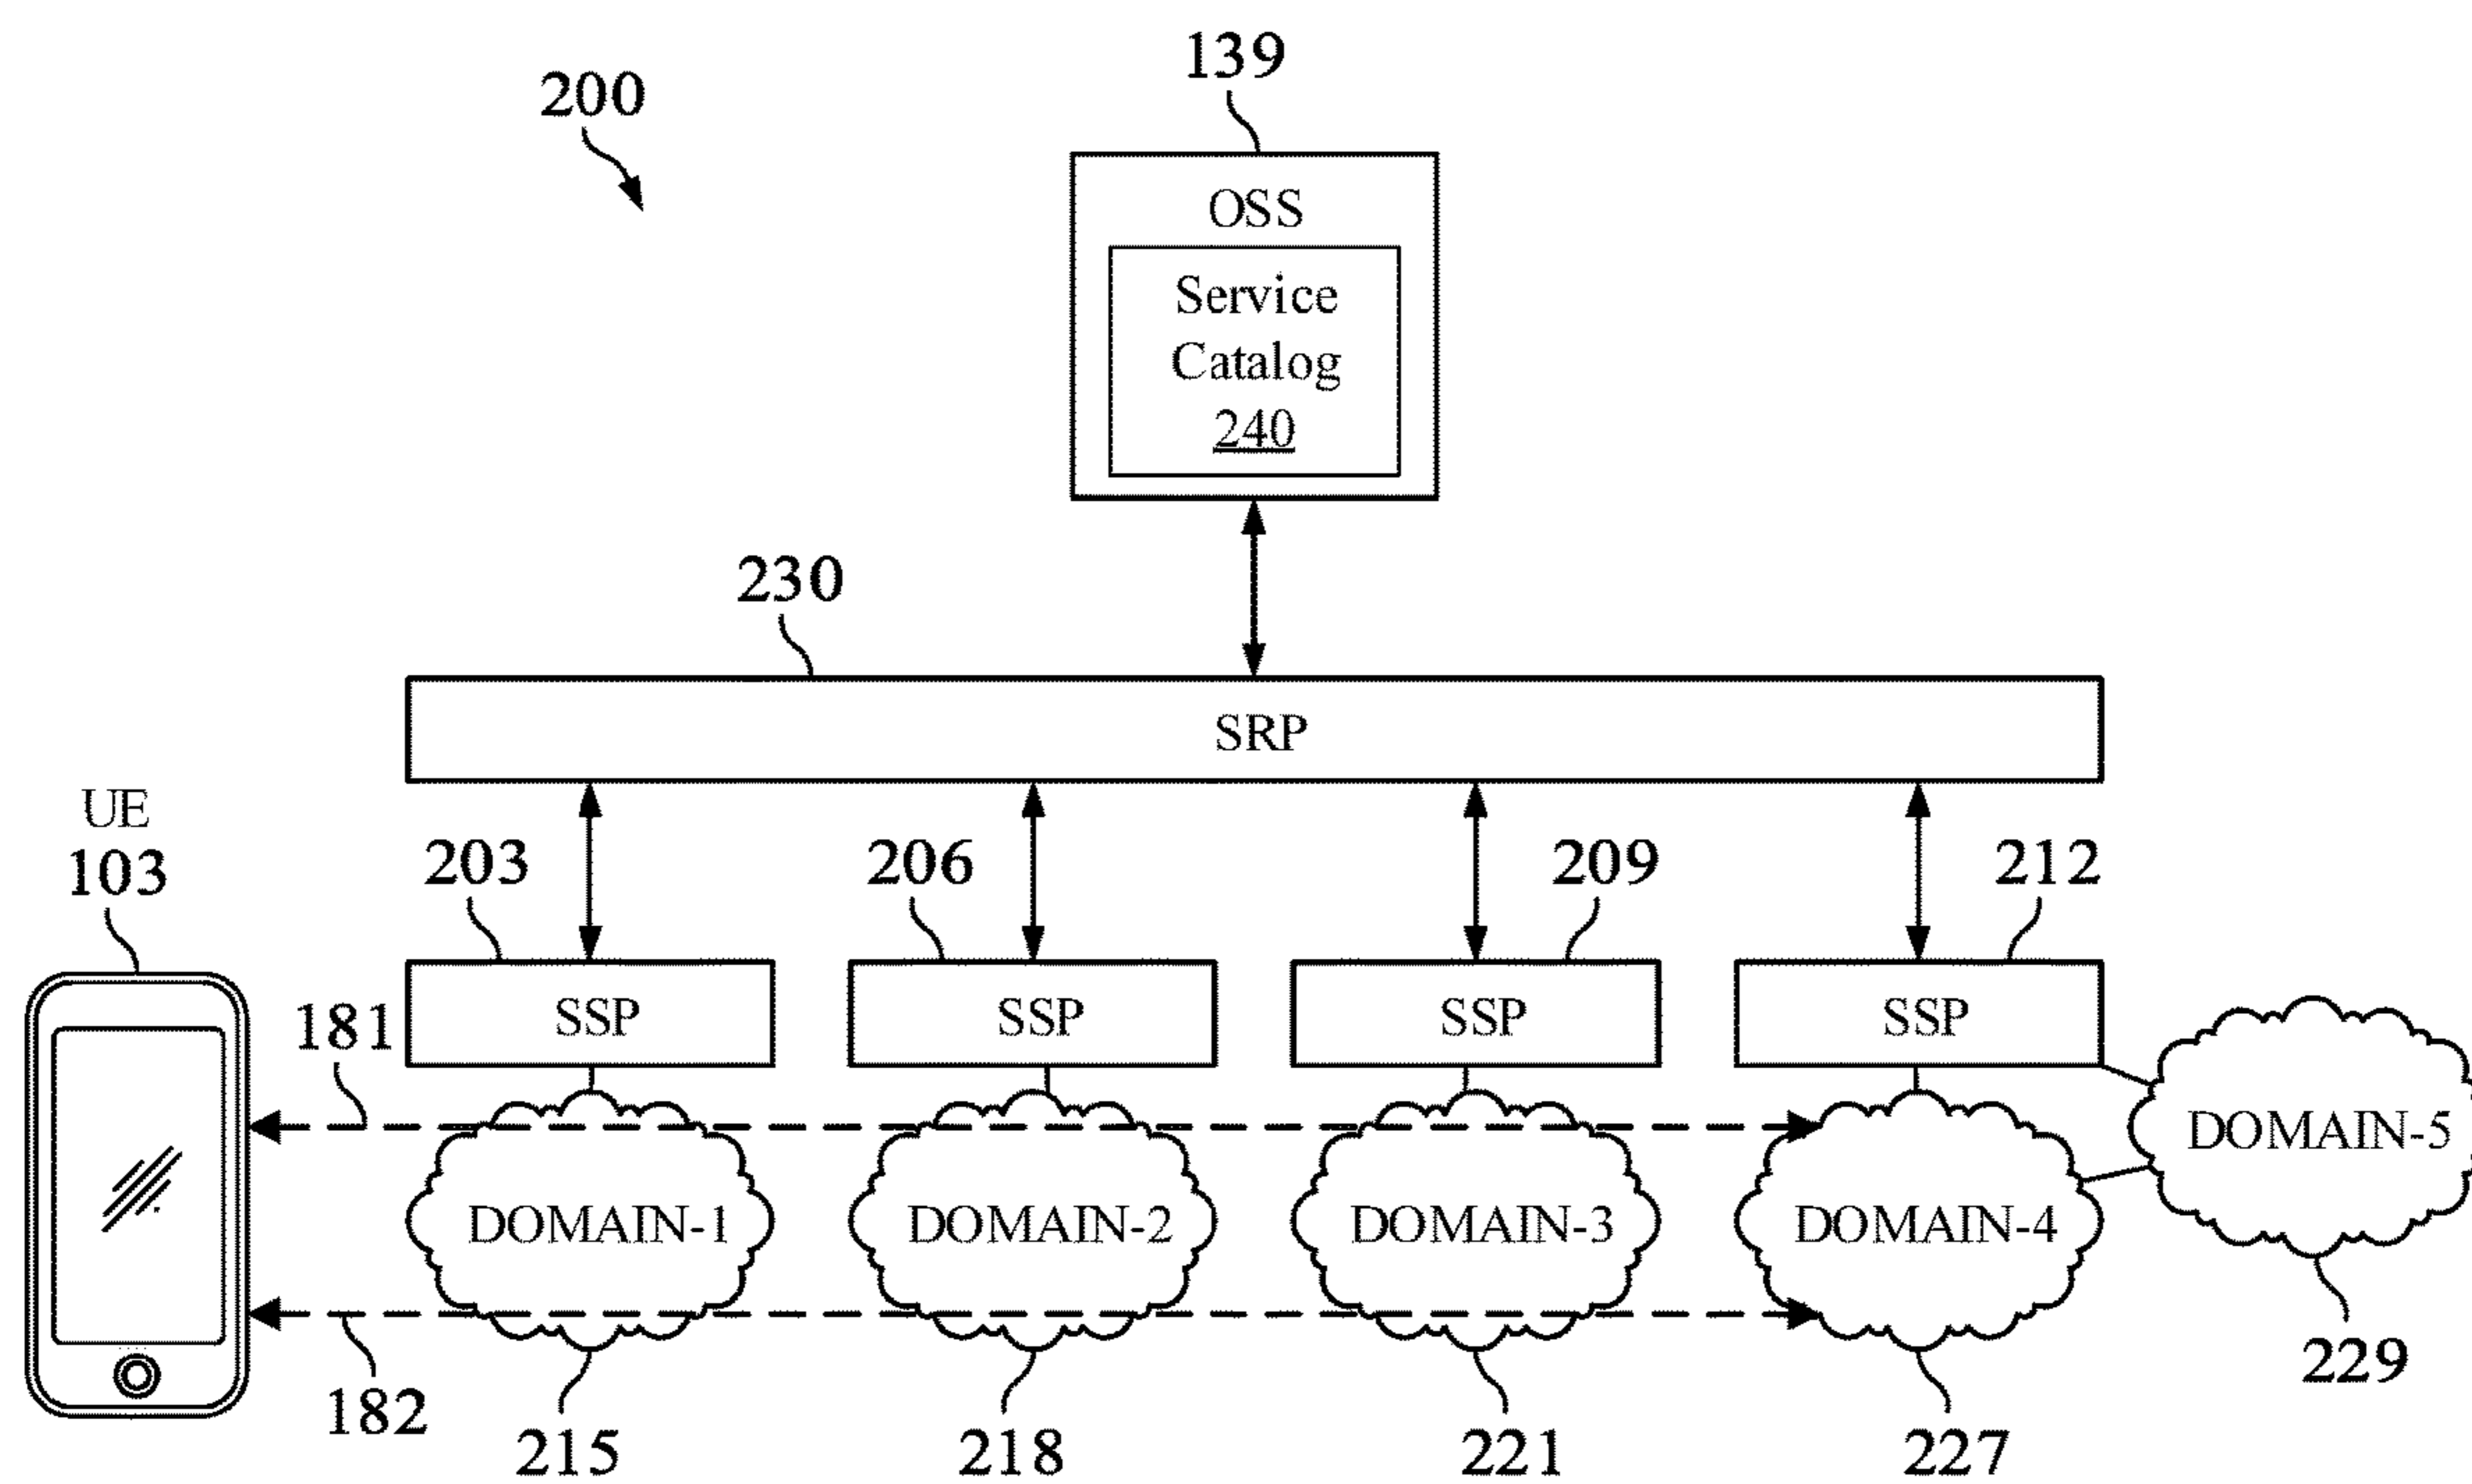 200
139
OSS
Service
Catalog
240
230
SRP
UE
103
203
206
209
212
SSP
SSP
SSP
SSP
181
DOMAIN-1
DOMAIN-2
DOMAIN-3
DOMAIN-4
DOMAIN-5
182
215
218
221
227
229